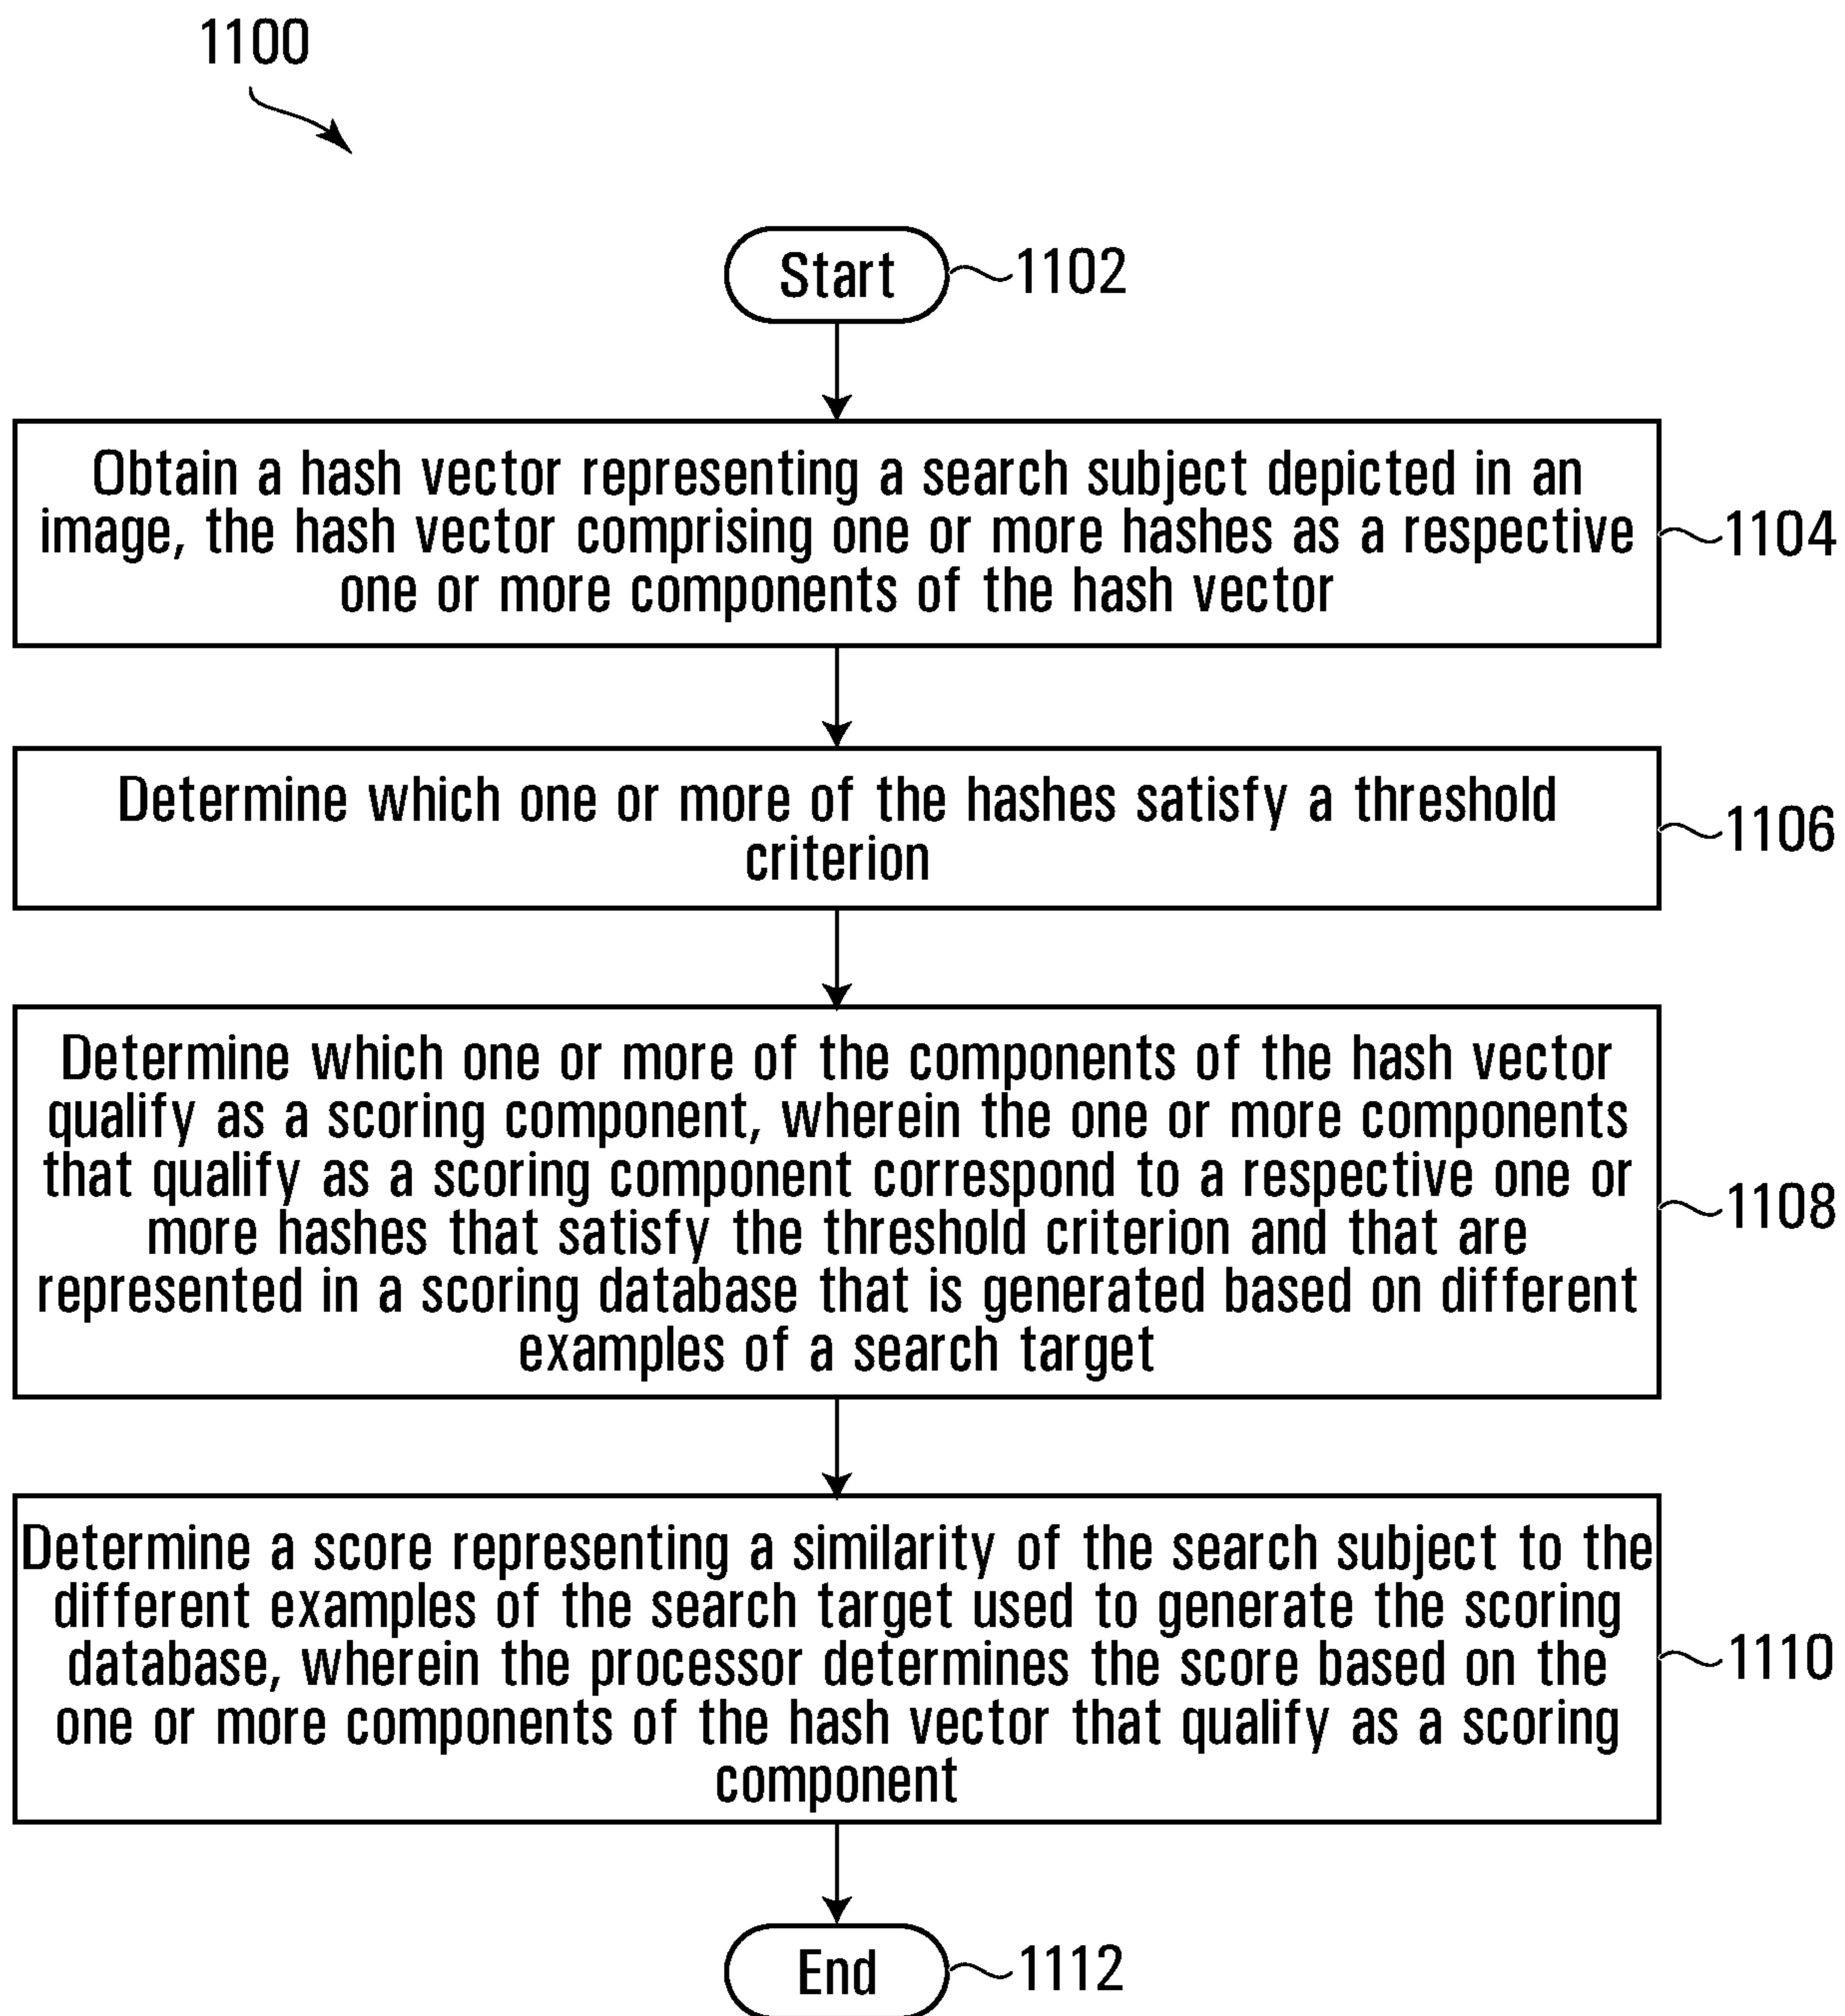 1100
Start
1102
Obtain a hash vector representing a search subject depicted in an
image, the hash vector comprising one or more hashes as a respective
one or more components of the hash vector
1104
Determine which one or more of the hashes satisfy a threshold
criterion
1106
Determine which one or more of the components of the hash vector
qualify as a scoring component, wherein the one or more components
that qualify as a scoring component correspond to a respective one or
more hashes that satisfy the threshold criterion and that are
represented in a scoring database that is generated based on different
examples of a search target
1108
Determine a score representing a similarity of the search subject to the
different examples of the search target used to generate the scoring
database, wherein the processor determines the score based on the
one or more components of the hash vector that qualify as a scoring
component
1110
End
1112